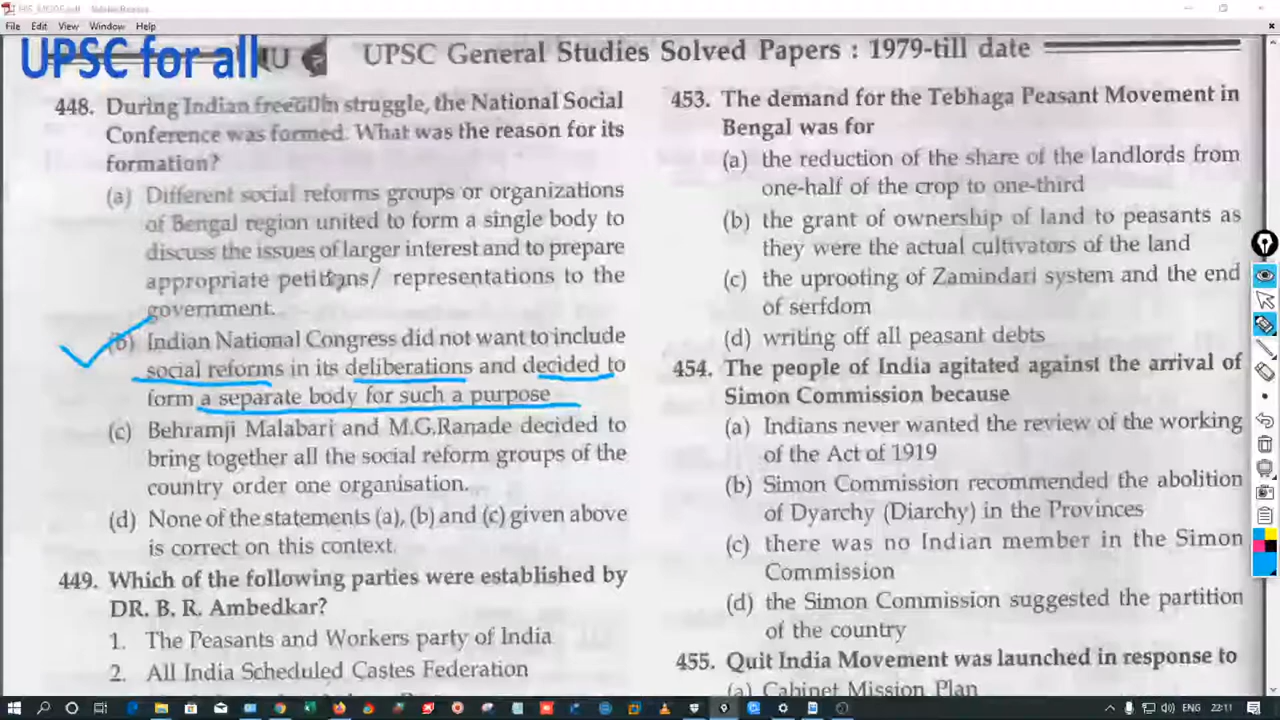 File Edit View Window Help
UPSC for all
UPSC General Studies Solved Papers : 1979-till date
448. During Indian freedom struggle, the National Social
Conference was formed. What was the reason for its
formation?
(a) Different social reforms groups or organizations
of Bengal region united to form a single body to
discuss the issues of larger interest and to prepare
appropriate petitions/ representations to the
government.
(b) Indian National Congress did not want to include
social reforms in its deliberations and decided to
form a separate body for such a purpose
(c) Behramji Malabari and M.G.Ranade decided to
bring together all the social reform groups of the
country order one organisation.
(d) None of the statements (a), (b) and (c) given above
is correct on this context.
449. Which of the following parties were established by
DR. B. R. Ambedkar?
1. The Peasants and Workers party of India
2. All India Scheduled Castes Federation
453. The demand for the Tebhaga Peasant Movement in
Bengal was for
(a) the reduction of the share of the landlords from
one-half of the crop to one-third
(b) the grant of ownership of land to peasants as
they were the actual cultivators of the land
(c) the uprooting of Zamindari system and the end
of serfdom
(d) writing off all peasant debts
454. The people of India agitated against the arrival of
Simon Commission because
(a) Indians never wanted the review of the working
of the Act of 1919
(b) Simon Commission recommended the abolition
of Dyarchy (Diarchy) in the Provinces
(c) there was no Indian member in the Simon
Commission
(d) the Simon Commission suggested the partition
of the country
455. Quit India Movement was launched in response to
(a) Cabinet Mission Plan
ENG 22:11